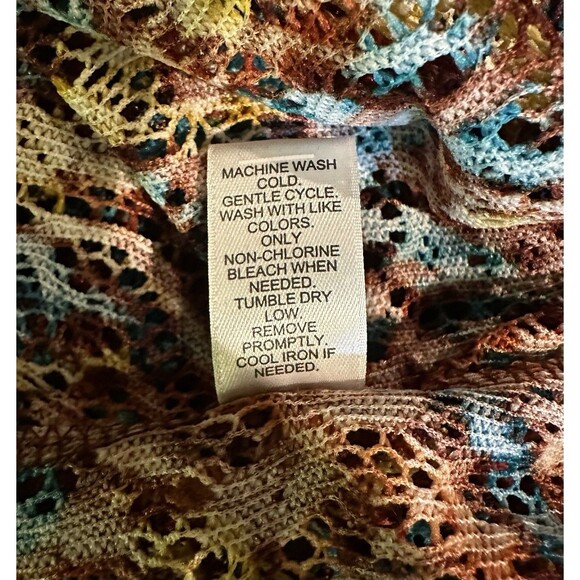 MACHINE WASH
COLD.
GENTLE CYCLE.
WASH WITH LIKE
COLORS.
ONLY
NON-CHLORINE
BLEACH WHEN
NEEDED.
TUMBLE DRY
LOW.
REMOVE
PROMPTLY.
COOL IRON IF
NEEDED.